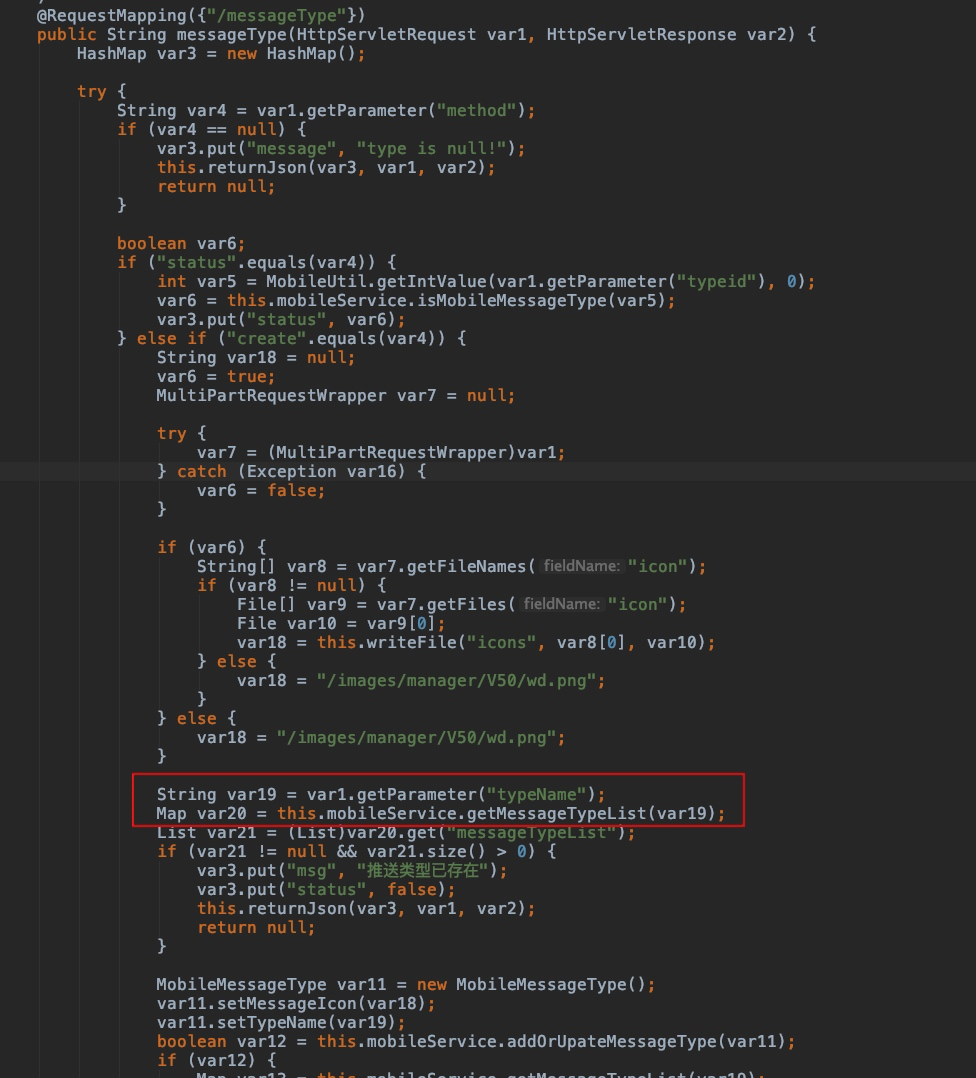 @RequestMapping({"/messageType"})
public String messageType(HttpServletRequest var1, HttpServletResponse var2) {
HashMap var3 = new HashMap();
try {
String var4 = var1.getParameter("method");
if (var4 == null) {
var3.put("message", "type is null!");
this.returnJson(var3, var1, var2);
return null;
}
boolean var6;
if ("status".equals(var4)) {
int var5 = MobileUtil.getIntValue(var1.getParameter("typeid"), 0);
var6 = this.mobileService.isMobileMessageType(var5);
var3.put("status", var6);
} else if ("create".equals(var4)) {
String var18 = null;
var6 = true;
MultiPartRequestWrapper var7 = null;
try {
var7 = (MultiPartRequestWrapper)var1;
} catch (Exception var16) {
var6 = false;
}
if (var6) {
String[] var8 = var7.getFileNames( fieldName: "icon");
if (var8 != null) {
File[] var9 = var7.getFiles( fieldName: "icon");
File var10 = var9[0];
var18 = this.writeFile("icons", var8[0], var10);
} else {
var18 = "/images/manager/V50/wd.png";
}
} else {
var18 = "/images/manager/V50/wd.png";
}
String var19 = var1.getParameter("typeName");
Map var20 = this.mobileService.getMessageTypeList(var19);
List var21 = (List)var20.get("messageTypeList");
if (var21 != null && var21.size() > 0) {
var3.put("msg", "推送类型已存在");
var3.put("status", false);
this.returnJson(var3, var1, var2);
return null;
}
MobileMessageType var11 = new MobileMessageType();
var11.setMessageIcon(var18);
var11.setTypeName(var19);
boolean var12 = this.mobileService.addOrUpateMessageType(var11);
if (var12) {
Map var13 = this.mobileService.getMessageTypeList(var19);